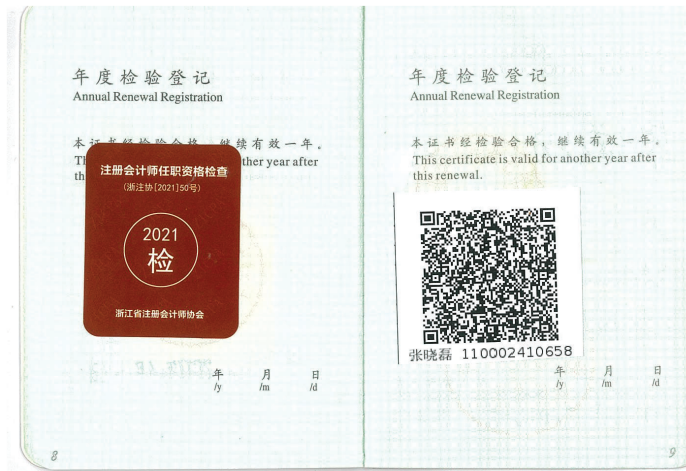 年度检验登记
Annual Renewal Registration
本证书经检验合格，继续有效一年。
Th
ther year after
th
注册会计师任职资格检查
(浙注协[2021]50号)
2021
检
浙江省注册会计师协会
年 月 日
/y /m /d
8
年度检验登记
Annual Renewal Registration
本证书经检验合格，继续有效一年。
This certificate is valid for another year after
this renewal.
张晓磊 110002410658
年 月 日
/y /m /d
9